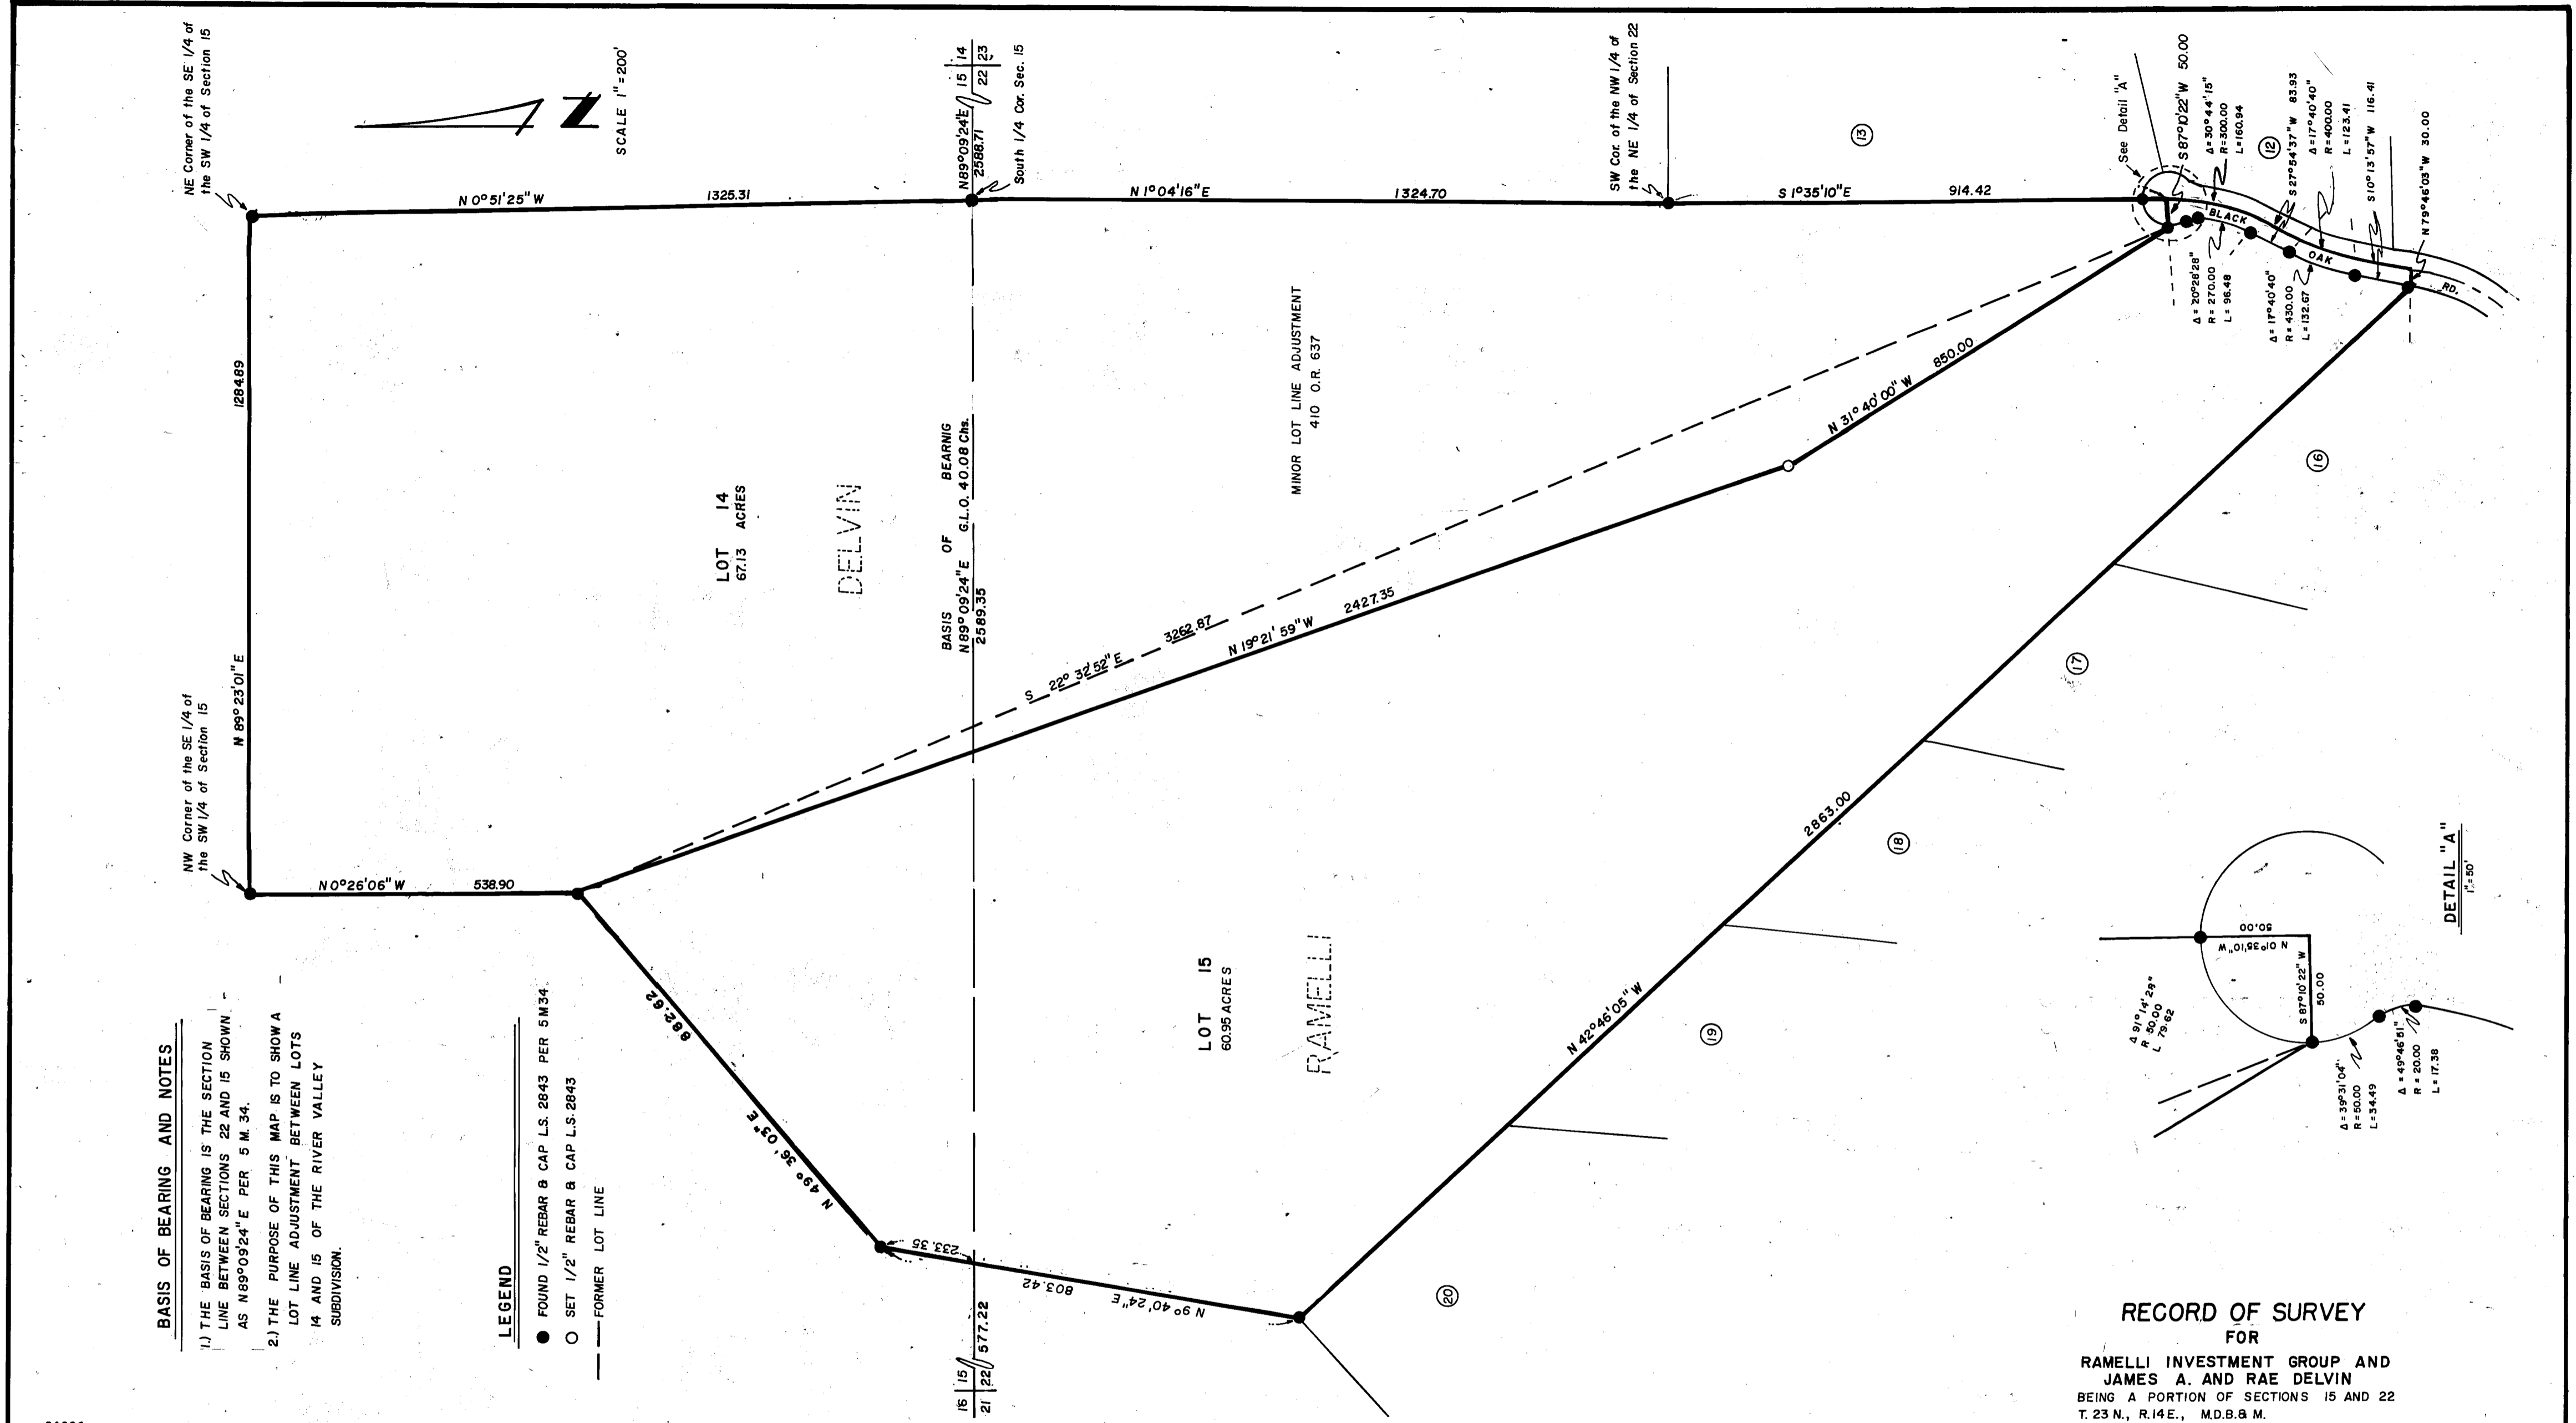 NE Corner of the SE 1/4 of
the SW 1/4 of Section 15
SCALE 1"=200'
N 0°51'25" W 1325.31
N89°09'24"E
2588.71
15 14
22 23
South 1/4 Cor. Sec. 15
N 1°04'16" E 1324.70
SW Cor. of the NW 1/4 of
the NE 1/4 of Section 22
S 1°35'10"E 914.42
13
See Detail "A"
S87°10'22"W 50.00
Δ=30°44'15"
R=300.00
L=160.94
12
S27°54'37"W 83.93
Δ=17°40'40"
R=400.00
L=123.41
S10°13'57"W 116.41
N79°46'03"W 30.00
BLACK
OAK
RD.
Δ=20°28'28"
R=270.00
L=96.48
Δ=17°40'40"
R=430.00
L=132.67
NW Corner of the SE 1/4 of
the SW 1/4 of Section 15
N 89°23'01" E 1284.89
LOT 14
67.13 ACRES
DELVIN
BASIS OF BEARNIG
N89°09'24"E G.L.O. 40.08 Chs.
2589.35
MINOR LOT LINE ADJUSTMENT
410 O.R. 637
N 31°40'00" W 850.00
S 22°32'52" E 3262.87
N 19°21'59" W 2427.35
16
17
18
19
20
N 0°26'06" W 538.90
882.62
N 49° 36' 03" E
233.35
803.42
N 9°40'24"E
16 15
21 22
577.22
LOT 15
60.95 ACRES
RAMELLI
N 42°46'05" W 2863.00
BASIS OF BEARING AND NOTES
1.) THE BASIS OF BEARING IS THE SECTION
LINE BETWEEN SECTIONS 22 AND 15 SHOWN
AS N89°09'24"E PER 5 M. 34.
2.) THE PURPOSE OF THIS MAP IS TO SHOW A
LOT LINE ADJUSTMENT BETWEEN LOTS
14 AND 15 OF THE RIVER VALLEY
SUBDIVISION.
LEGEND
FOUND 1/2" REBAR & CAP L.S. 2843 PER 5 M 34.
SET 1/2" REBAR & CAP L.S. 2843
FORMER LOT LINE
N 01°35'10" W
50.00
S 87°10'22" W
50.00
Δ 91°14'28"
R 50.00
L 79.62
Δ=39°31'04"
R=50.00
L=34.49
Δ=49°46'51"
R=20.00
L=17.38
DETAIL "A"
1"=50'
RECORD OF SURVEY
FOR
RAMELLI INVESTMENT GROUP AND
JAMES A. AND RAE DELVIN
BEING A PORTION OF SECTIONS 15 AND 22
T. 23 N., R.14 E., M.D.B.& M.